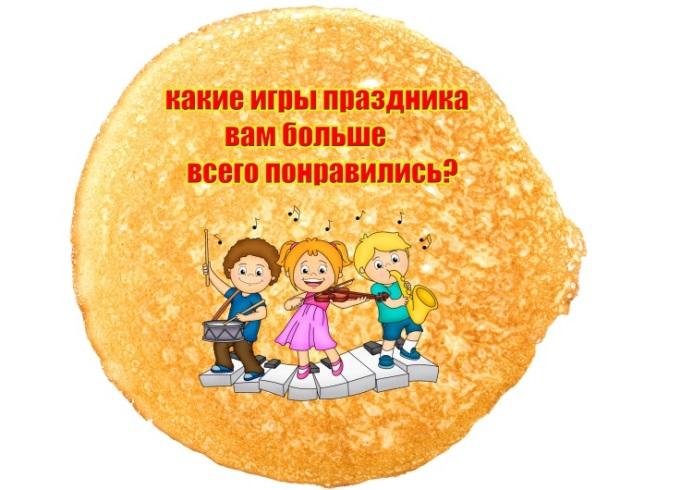 какие игры праздника
вам больше
всего понравились?